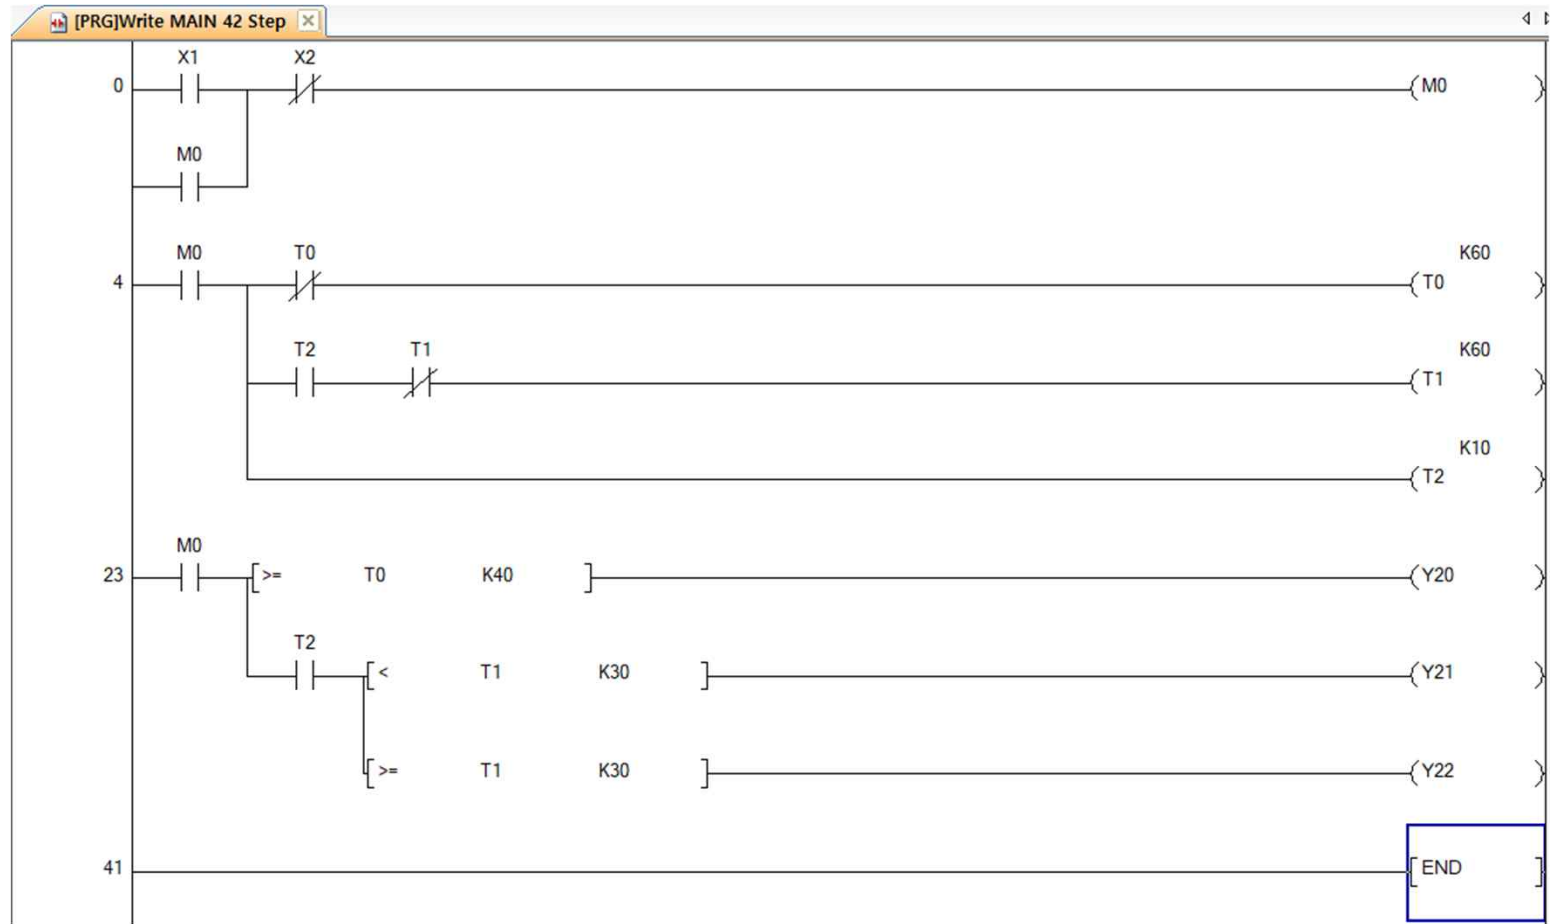 [PRG]Write MAIN 42 Step
X1 X2
0 M0
M0
M0 T0 K60
4 T0
T2 T1 K60
T1
K10
T2
M0
23 >= T0 K40 Y20
T2
< T1 K30 Y21
>= T1 K30 Y22
41 END